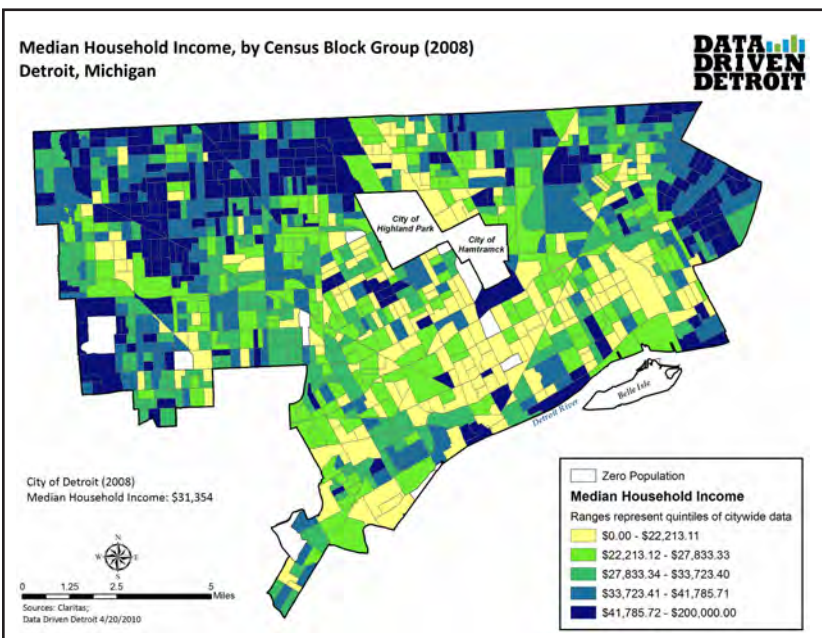 Median Household Income, by Census Block Group (2008)
Detroit, Michigan
DATA
DRIVEN
DETROIT
City of
Highland Park
City of
Hamtramck
Detroit River
Belle Isle
City of Detroit (2008)
Median Household Income: $31,354
N
W E
S
0 1.25 2.5 5
Miles
Sources: Claritas;
Data Driven Detroit 4/20/2010
Zero Population
Median Household Income
Ranges represent quintiles of citywide data
$0.00 - $22,213.11
$22,213.12 - $27,833.33
$27,833.34 - $33,723.40
$33,723.41 - $41,785.71
$41,785.72 - $200,000.00